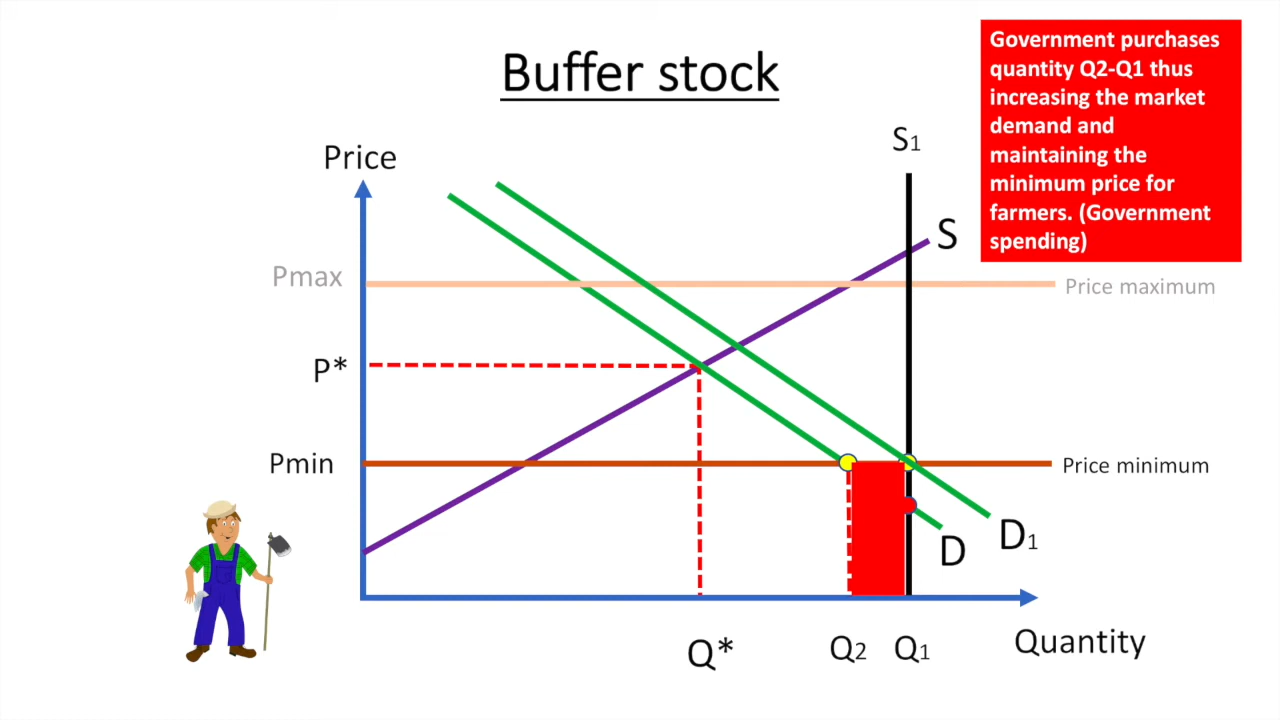 Buffer stock
Government purchases
quantity Q2-Q1 thus
increasing the market
demand and
maintaining the
minimum price for
farmers. (Government
spending)
Price
S1
S
Pmax
Price maximum
P*
Pmin
Price minimum
D1
D
Q*
Q2
Q1
Quantity